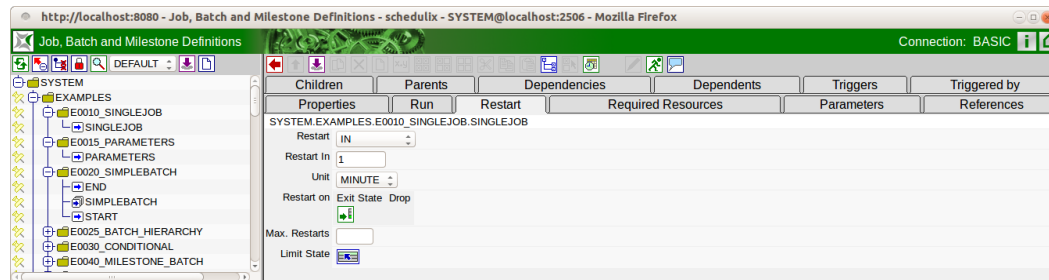 http://localhost:8080 - Job, Batch and Milestone Definitions - schedulix - SYSTEM@localhost:2506 - Mozilla Firefox
Job, Batch and Milestone Definitions
Connection: BASIC
DEFAULT
SYSTEM
EXAMPLES
E0010_SINGLEJOB
SINGLEJOB
E0015_PARAMETERS
PARAMETERS
E0020_SIMPLEBATCH
END
SIMPLEBATCH
START
E0025_BATCH_HIERARCHY
E0030_CONDITIONAL
E0040_MILESTONE_BATCH
Children Parents Dependencies Dependents Triggers Triggered by
Properties Run Restart Required Resources Parameters References
SYSTEM.EXAMPLES.E0010_SINGLEJOB.SINGLEJOB
Restart IN
Restart In 1
Unit MINUTE
Restart on Exit State Drop
Max. Restarts
Limit State